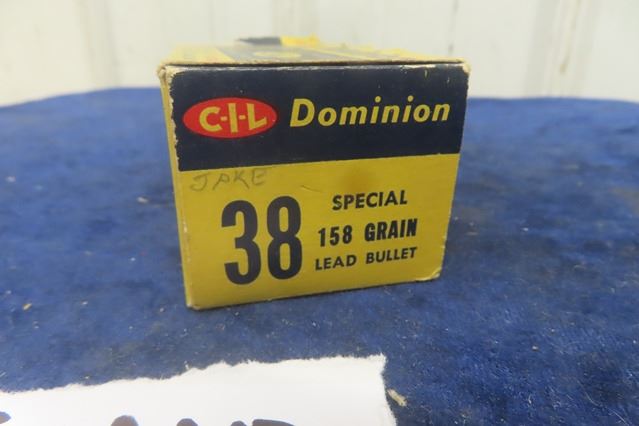 C-I-L Dominion
JAKE
38 SPECIAL
158 GRAIN
LEAD BULLET